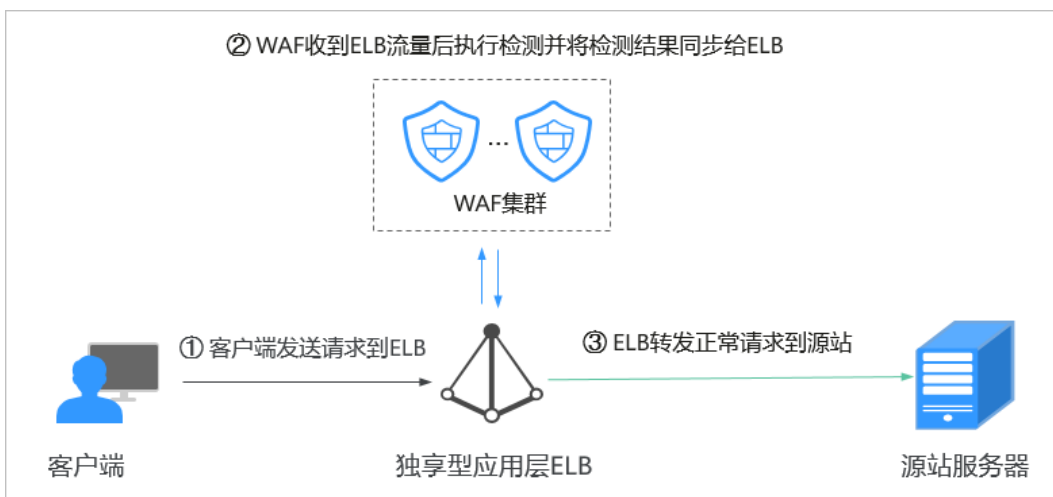 ② WAF收到ELB流量后执行检测并将检测结果同步给ELB
...
WAF集群
① 客户端发送请求到ELB
③ ELB转发正常请求到源站
客户端
独享型应用层ELB
源站服务器